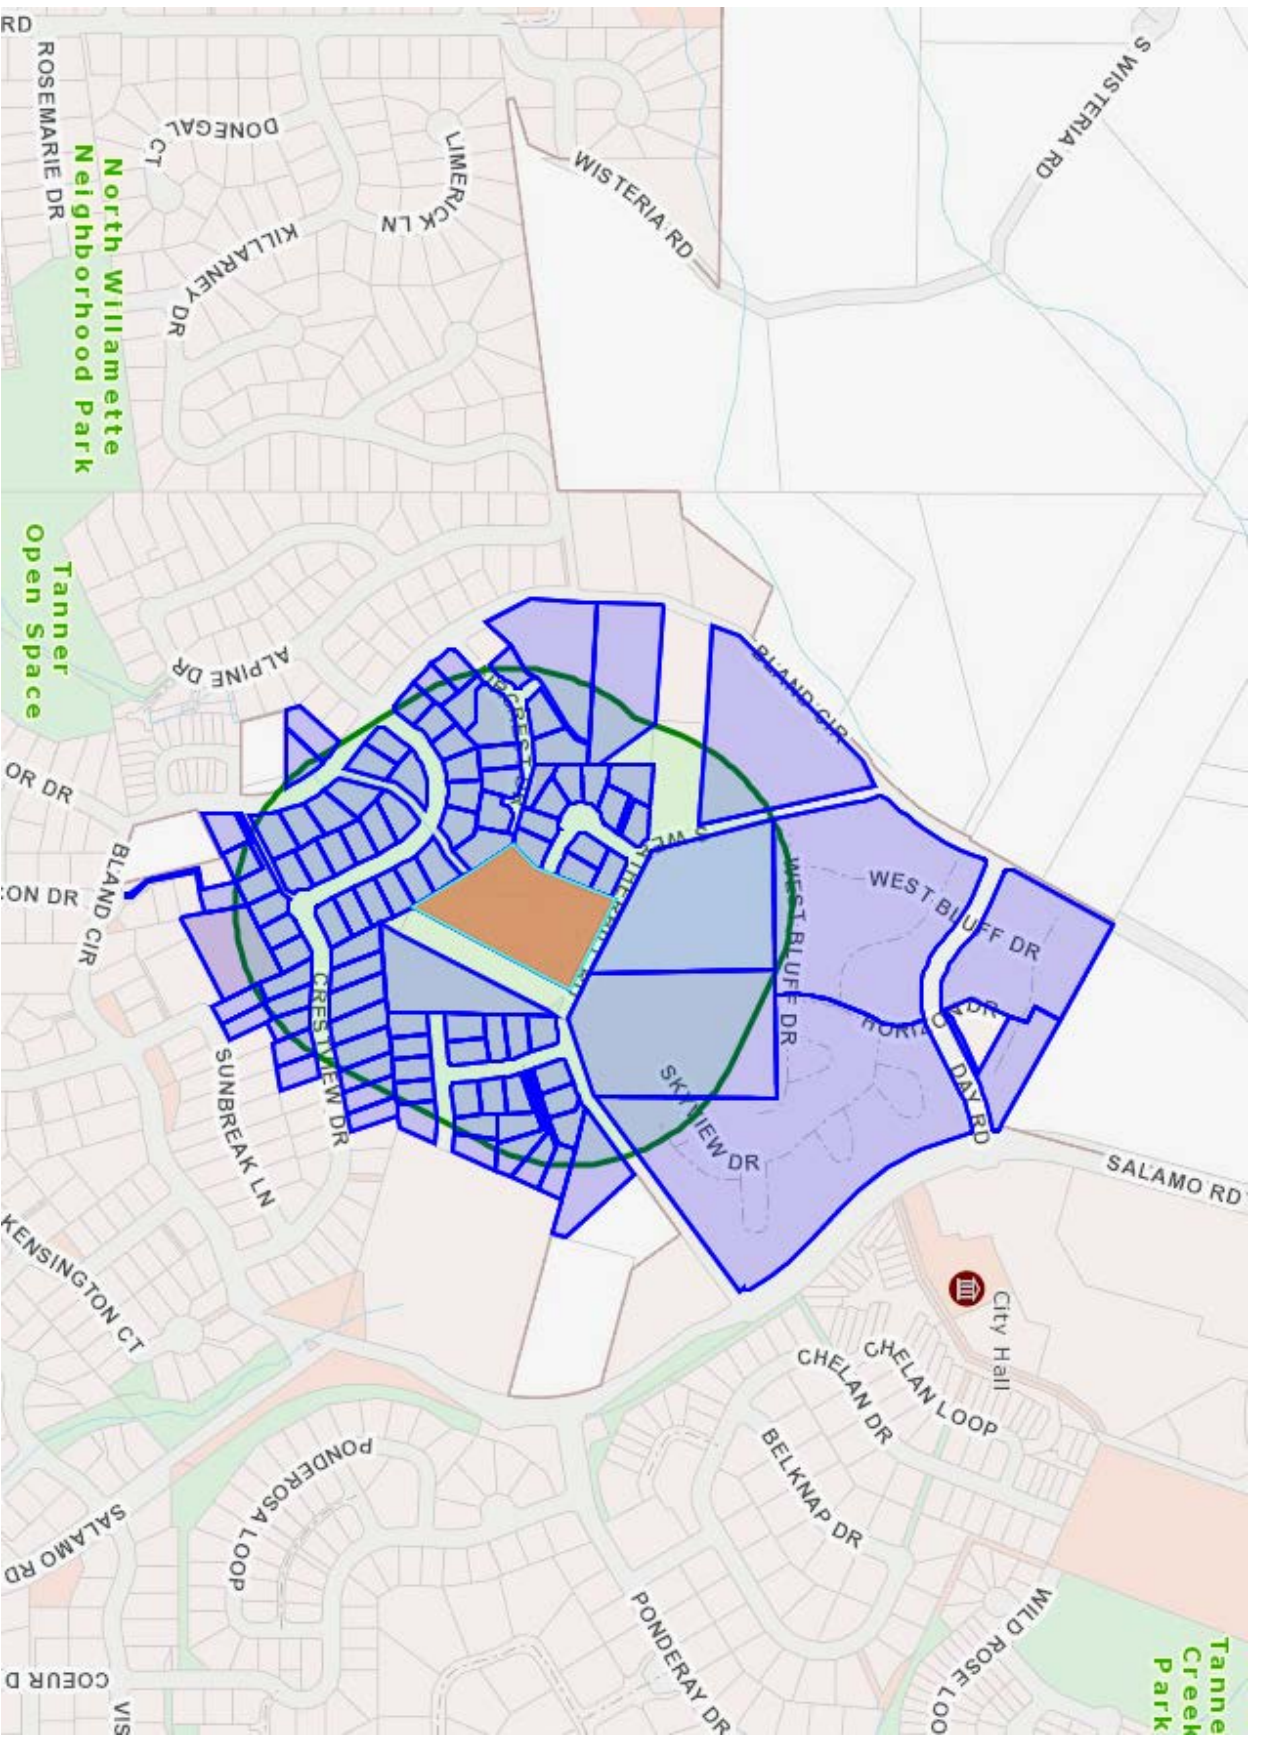 RD
ROSEMARIE DR
DONEGAL
CT
LIMERICK LN
KILLARNEY DR
North Willamette
Neighborhood Park
WISTERIA RD
S WISTERIA RD
Tanner
Open Space
ALPINE DR
BLAND CIR
OR DR
BLAND CIR
CON DR
WEST BLUFF DR
WEST BLUFF DR
HORIZON DR
DAY RD
SKYVIEW DR
CRESTVIEW DR
SUNBREAK LN
SALAMO RD
KENSINGTON CT
City Hall
CHELAN LOOP
CHELAN DR
BELKNAP DR
PONDEROSA LOOP
SALAMO RD
PONDERAY DR
WILD ROSE LOO
COEUR D
VIS
Tanne
Creek
Park